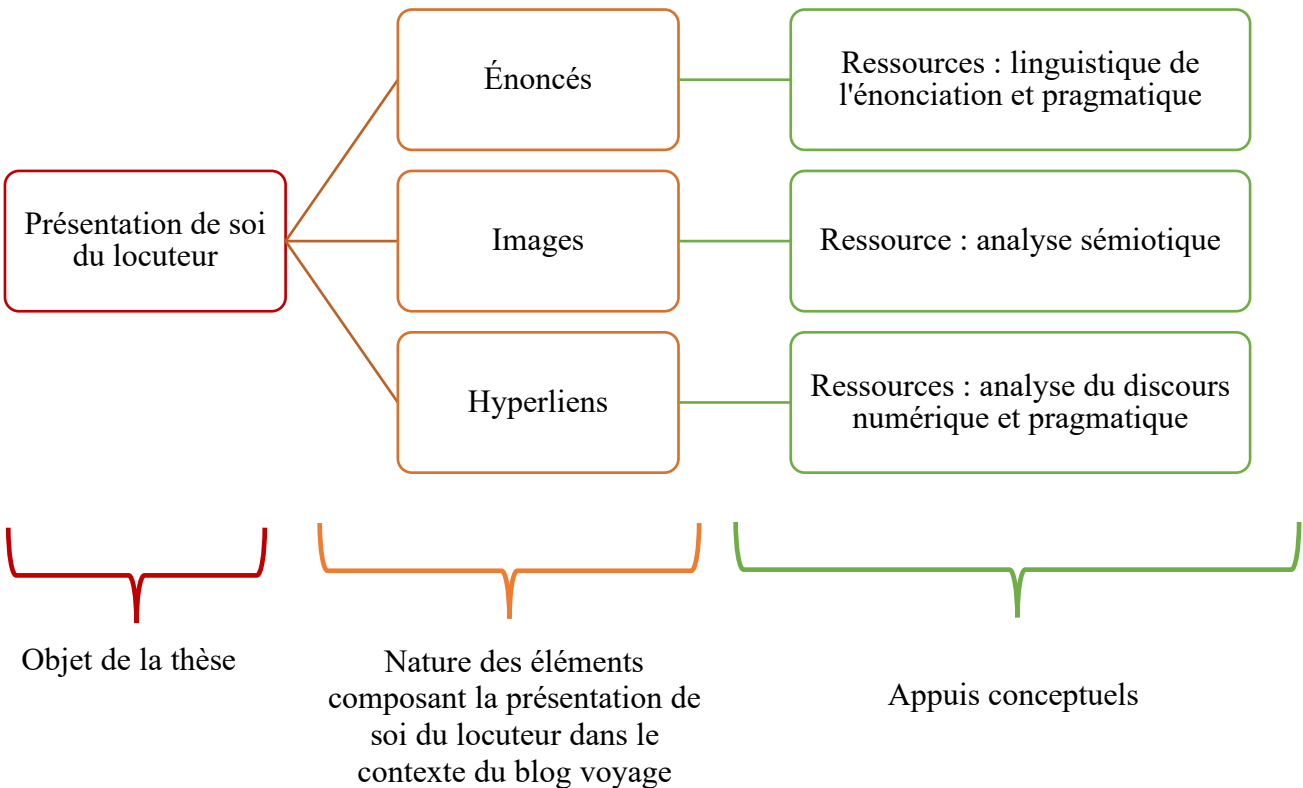 Présentation de soi
du locuteur
Énoncés
Ressources : linguistique de
l'énonciation et pragmatique
Images
Ressource : analyse sémiotique
Hyperliens
Ressources : analyse du discours
numérique et pragmatique
Objet de la thèse
Nature des éléments
composant la présentation de
soi du locuteur dans le
contexte du blog voyage
Appuis conceptuels